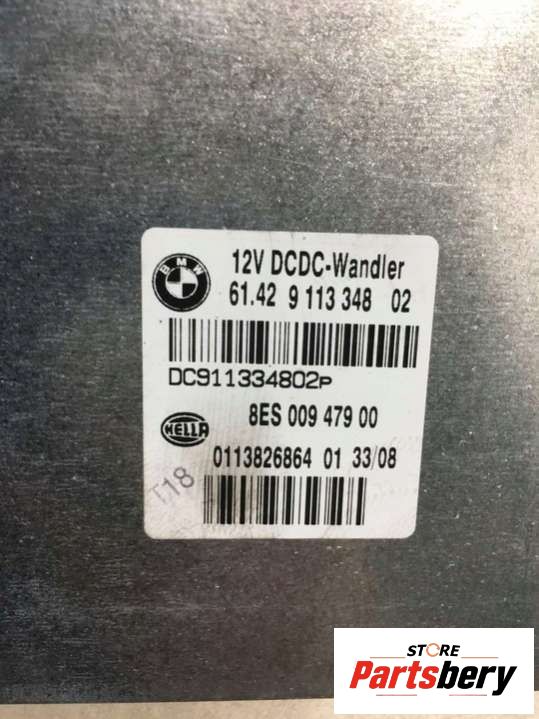 BMW
12V DCDC-Wandler
61.42 9 113 348 02
DC911334802P
8ES 009 479 00
HELLA
0113826864 01 33/08
T18
STORE
Partsbery